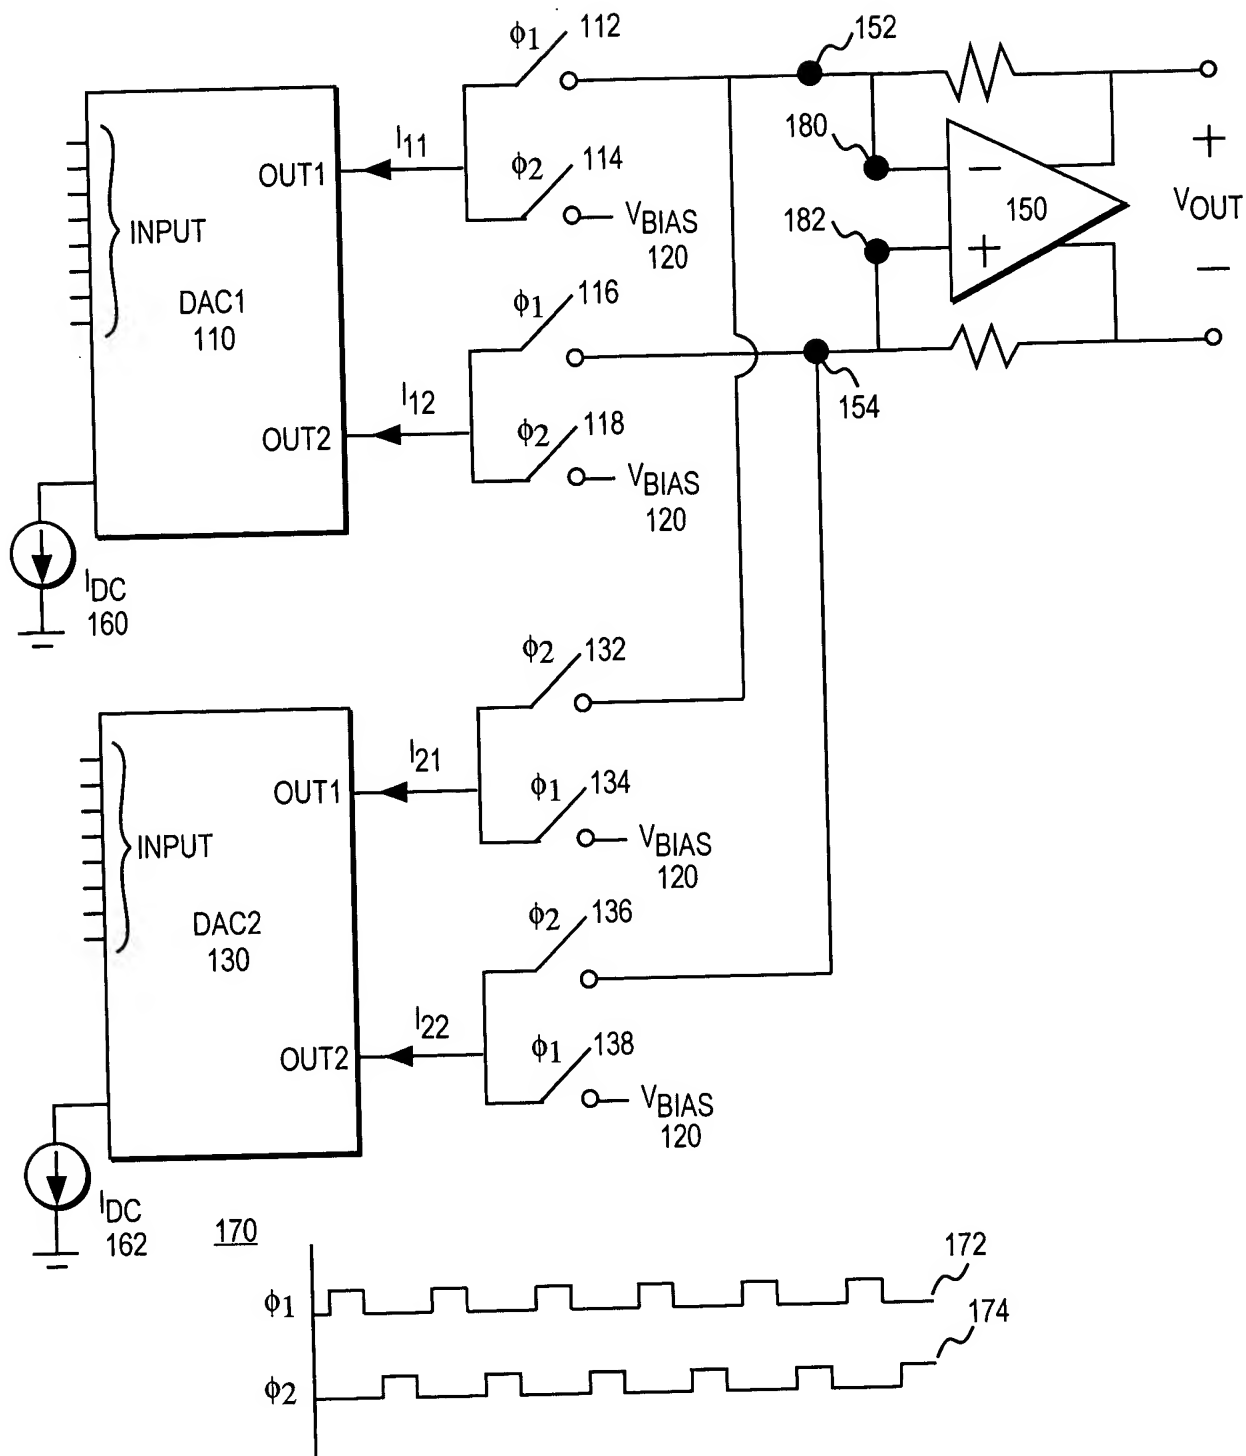 ϕ1 112 152
I11
OUT1
ϕ2 114
180
−
+
INPUT
VBIAS
120
182
150
VOUT
+
−
DAC1
110
ϕ1 116
I12
154
OUT2
ϕ2 118
VBIAS
120
IDC
160
ϕ2 132
I21
OUT1
ϕ1 134
INPUT
VBIAS
120
DAC2
130
ϕ2 136
I22
OUT2
ϕ1 138
VBIAS
120
IDC
162
170
172
ϕ1
174
ϕ2